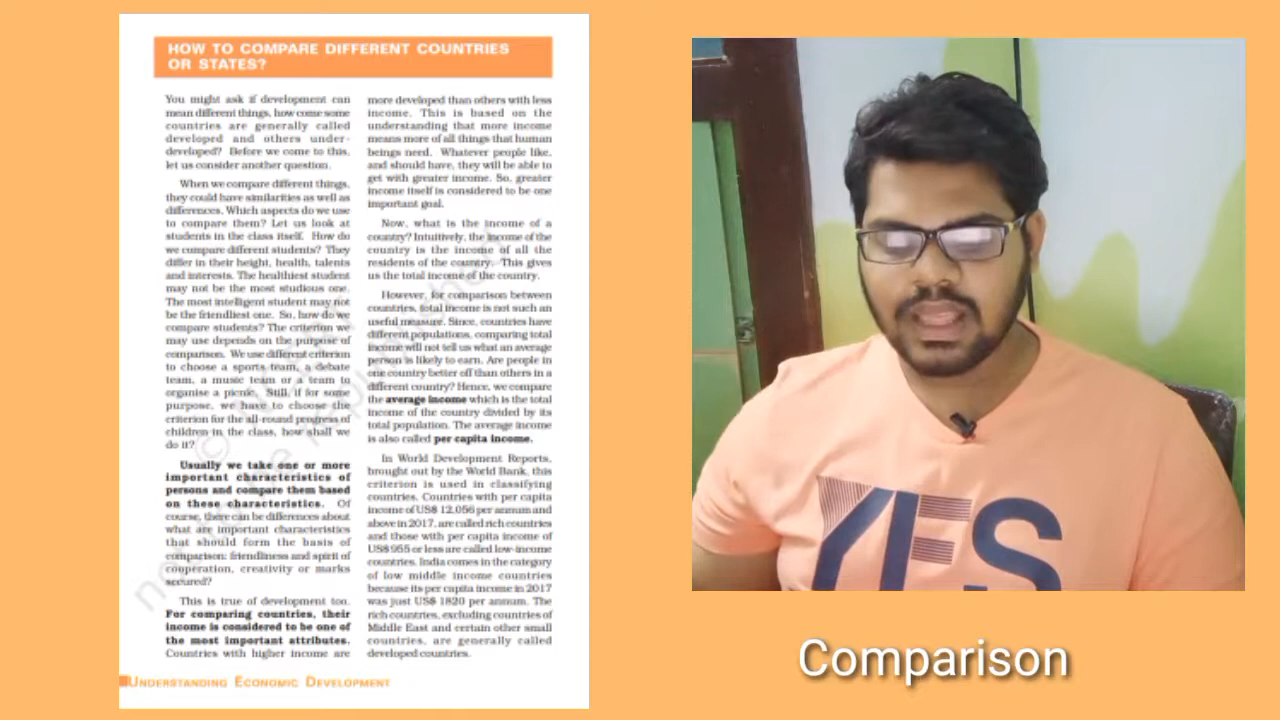 HOW TO COMPARE DIFFERENT COUNTRIES
OR STATES?
You might ask if development can
mean different things, how come some
countries are generally called
developed and others under-
developed? Before we come to this,
let us consider another question.
When we compare different things,
they could have similarities as well as
differences. Which aspects do we use
to compare them? Let us look at
students in the class itself. How do
we compare different students? They
differ in their height, health, talents
and interests. The healthiest student
may not be the most studious one.
The most intelligent student may not
be the friendliest one. So, how do we
compare students? The criterion we
may use depends on the purpose of
comparison. We use different criterion
to choose a sports team, a debate
team, a music team or a team to
organise a picnic. Still, if for some
purpose, we have to choose the
criterion for the all-round progress of
children in the class, how shall we
do it?
Usually we take one or more
important characteristics of
persons and compare them based
on these characteristics. Of
course, there can be differences about
what are important characteristics
that should form the basis of
comparison: friendliness and spirit of
cooperation, creativity or marks
secured?
This is true of development too.
For comparing countries, their
income is considered to be one of
the most important attributes.
Countries with higher income are
more developed than others with less
income. This is based on the
understanding that more income
means more of all things that human
beings need. Whatever people like,
and should have, they will be able to
get with greater income. So, greater
income itself is considered to be one
important goal.
Now, what is the income of a
country? Intuitively, the income of the
country is the income of all the
residents of the country. This gives
us the total income of the country.
However, for comparison between
countries, total income is not such an
useful measure. Since, countries have
different populations, comparing total
income will not tell us what an average
person is likely to earn. Are people in
one country better off than others in a
different country? Hence, we compare
the average income which is the total
income of the country divided by its
total population. The average income
is also called per capita income.
In World Development Reports,
brought out by the World Bank, this
criterion is used in classifying
countries. Countries with per capita
income of US$ 12,056 per annum and
above in 2017, are called rich countries
and those with per capita income of
US$ 955 or less are called low-income
countries. India comes in the category
of low middle income countries
because its per capita income in 2017
was just US$ 1820 per annum. The
rich countries, excluding countries of
Middle East and certain other small
countries, are generally called
developed countries.
UNDERSTANDING ECONOMIC DEVELOPMENT
YES
Comparison